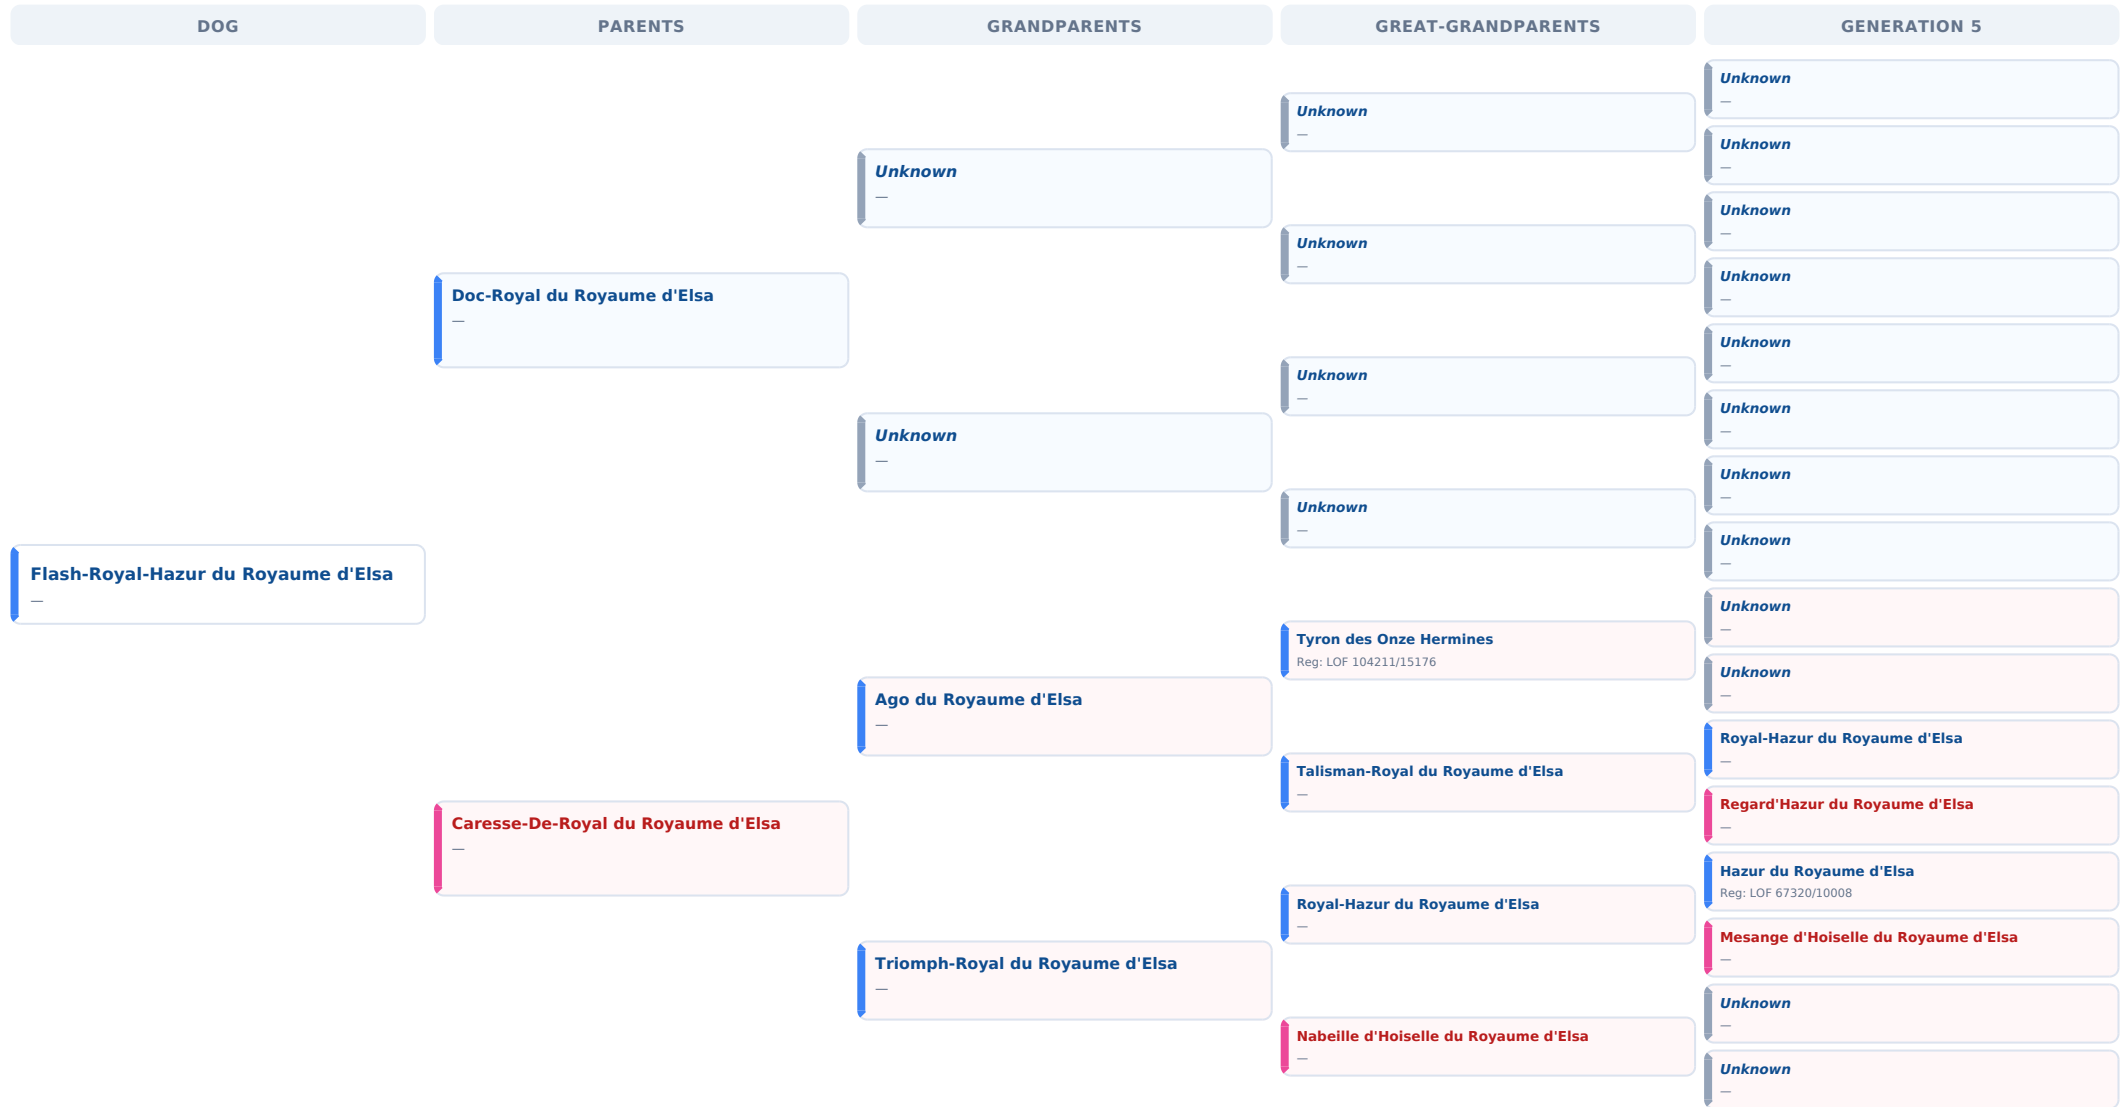 DOG
PARENTS
GRANDPARENTS
GREAT-GRANDPARENTS
GENERATION 5
Flash-Royal-Hazur du Royaume d'Elsa
—
Doc-Royal du Royaume d'Elsa
—
Caresse-De-Royal du Royaume d'Elsa
—
Unknown
—
Unknown
—
Ago du Royaume d'Elsa
—
Triomph-Royal du Royaume d'Elsa
—
Unknown
—
Unknown
—
Unknown
—
Unknown
—
Tyron des Onze Hermines
Reg: LOF 104211/15176
Talisman-Royal du Royaume d'Elsa
—
Royal-Hazur du Royaume d'Elsa
—
Nabeille d'Hoiselle du Royaume d'Elsa
—
Unknown
—
Unknown
—
Unknown
—
Unknown
—
Unknown
—
Unknown
—
Unknown
—
Unknown
—
Unknown
—
Unknown
—
Royal-Hazur du Royaume d'Elsa
—
Regard'Hazur du Royaume d'Elsa
—
Hazur du Royaume d'Elsa
Reg: LOF 67320/10008
Mesange d'Hoiselle du Royaume d'Elsa
—
Unknown
—
Unknown
—